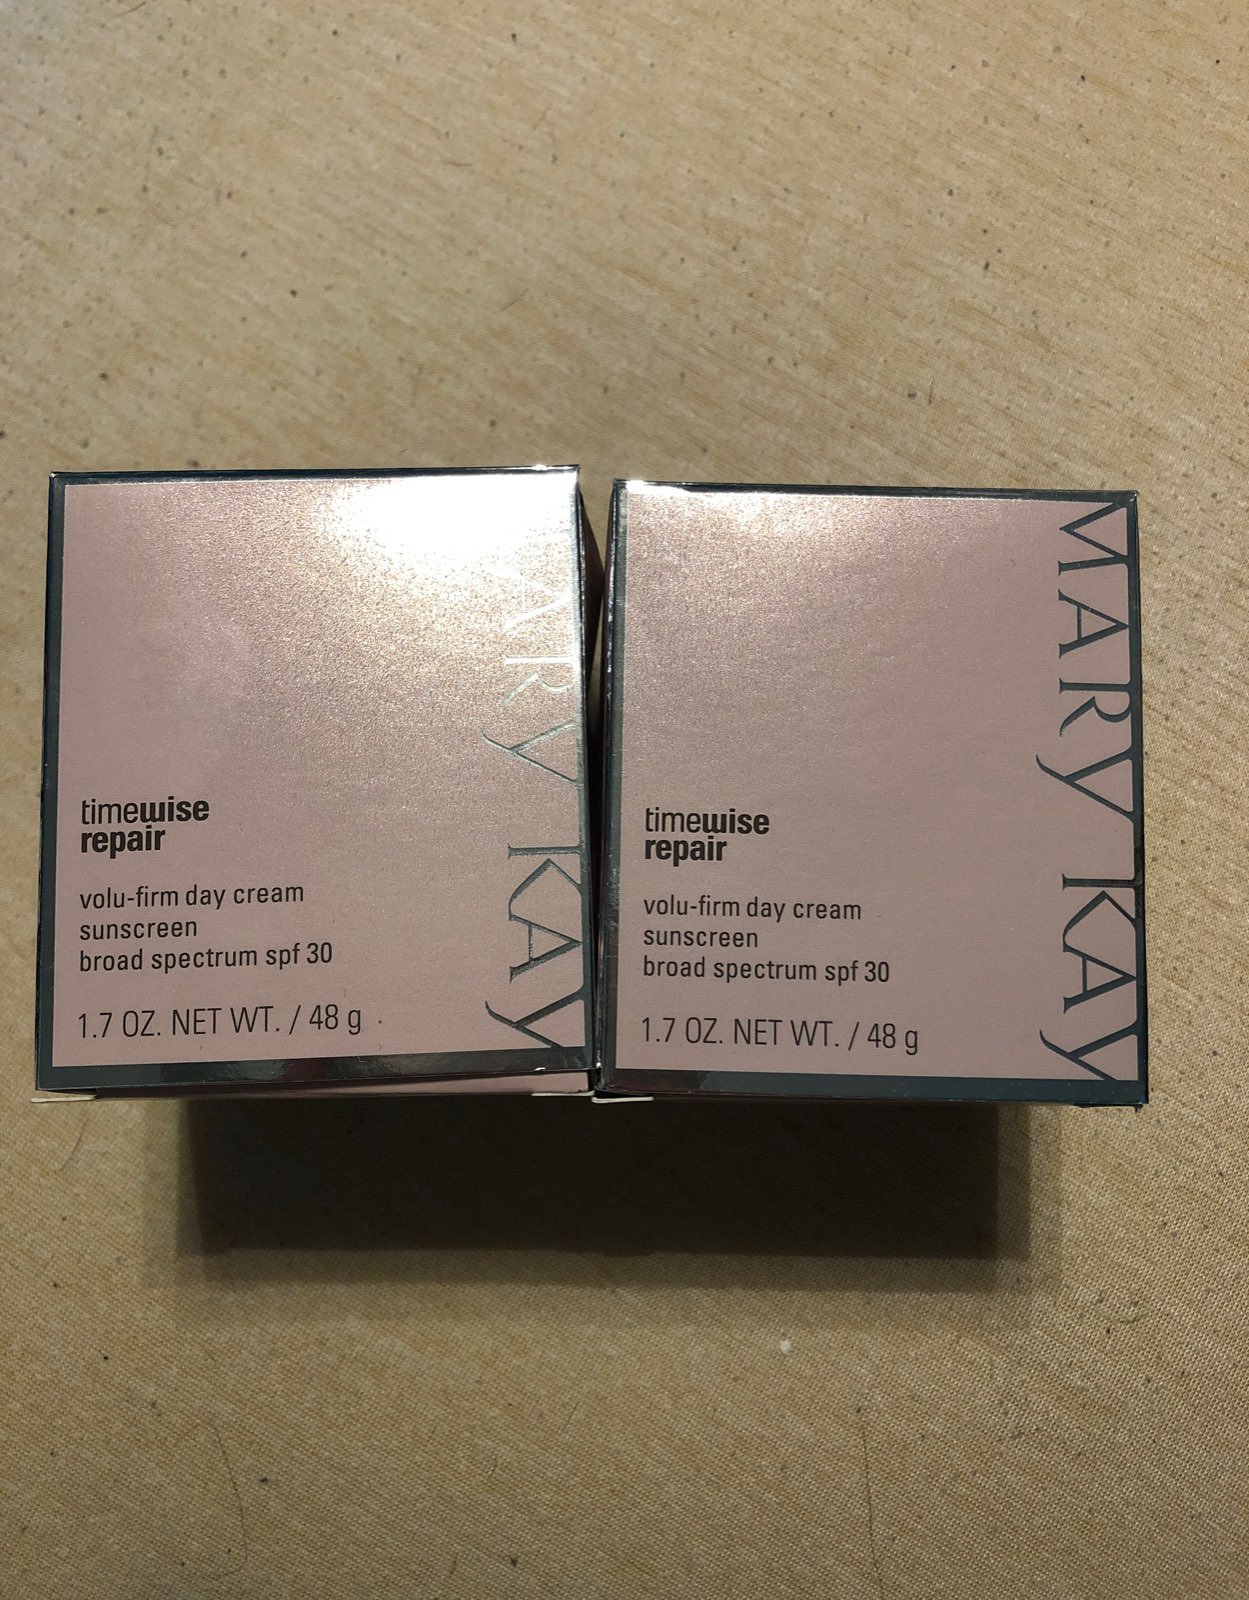 timewise
repair
volu-firm day cream
sunscreen
broad spectrum spf 30
1.7 OZ. NET WT. / 48 g
MARY KAY
timewise
repair
volu-firm day cream
sunscreen
broad spectrum spf 30
1.7 OZ. NET WT. / 48 g
MARY KAY